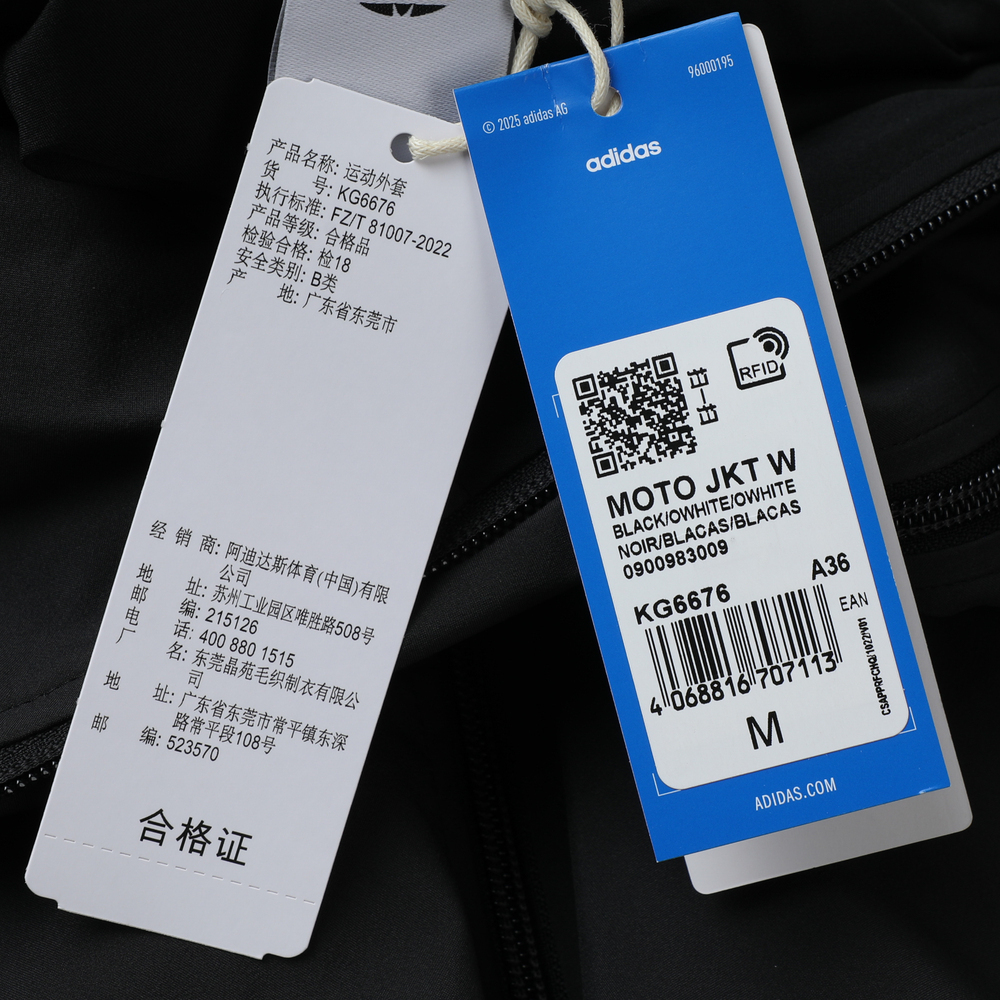 产品名称: 运动外套
货 号: KG6676
执行标准: FZ/T 81007-2022
产品等级: 合格品
检验合格: 检18
安全类别: B类
产 地: 广东省东莞市
经 销 商: 阿迪达斯体育(中国)有限
公司
地 址: 苏州工业园区唯胜路508号
邮 编: 215126
电 话: 400 880 1515
厂 名: 东莞晶苑毛织制衣有限公
司
地 址: 广东省东莞市常平镇东深
路常平段108号
邮 编: 523570
合格证
© 2025 adidas AG
96000195
adidas
RFID
MOTO JKT W
BLACK/OWHITE/OWHITE
NOIR/BLACAS/BLACAS
0900983009
KG6676
A36
EAN
4 068816 707113
M
ADIDAS.COM